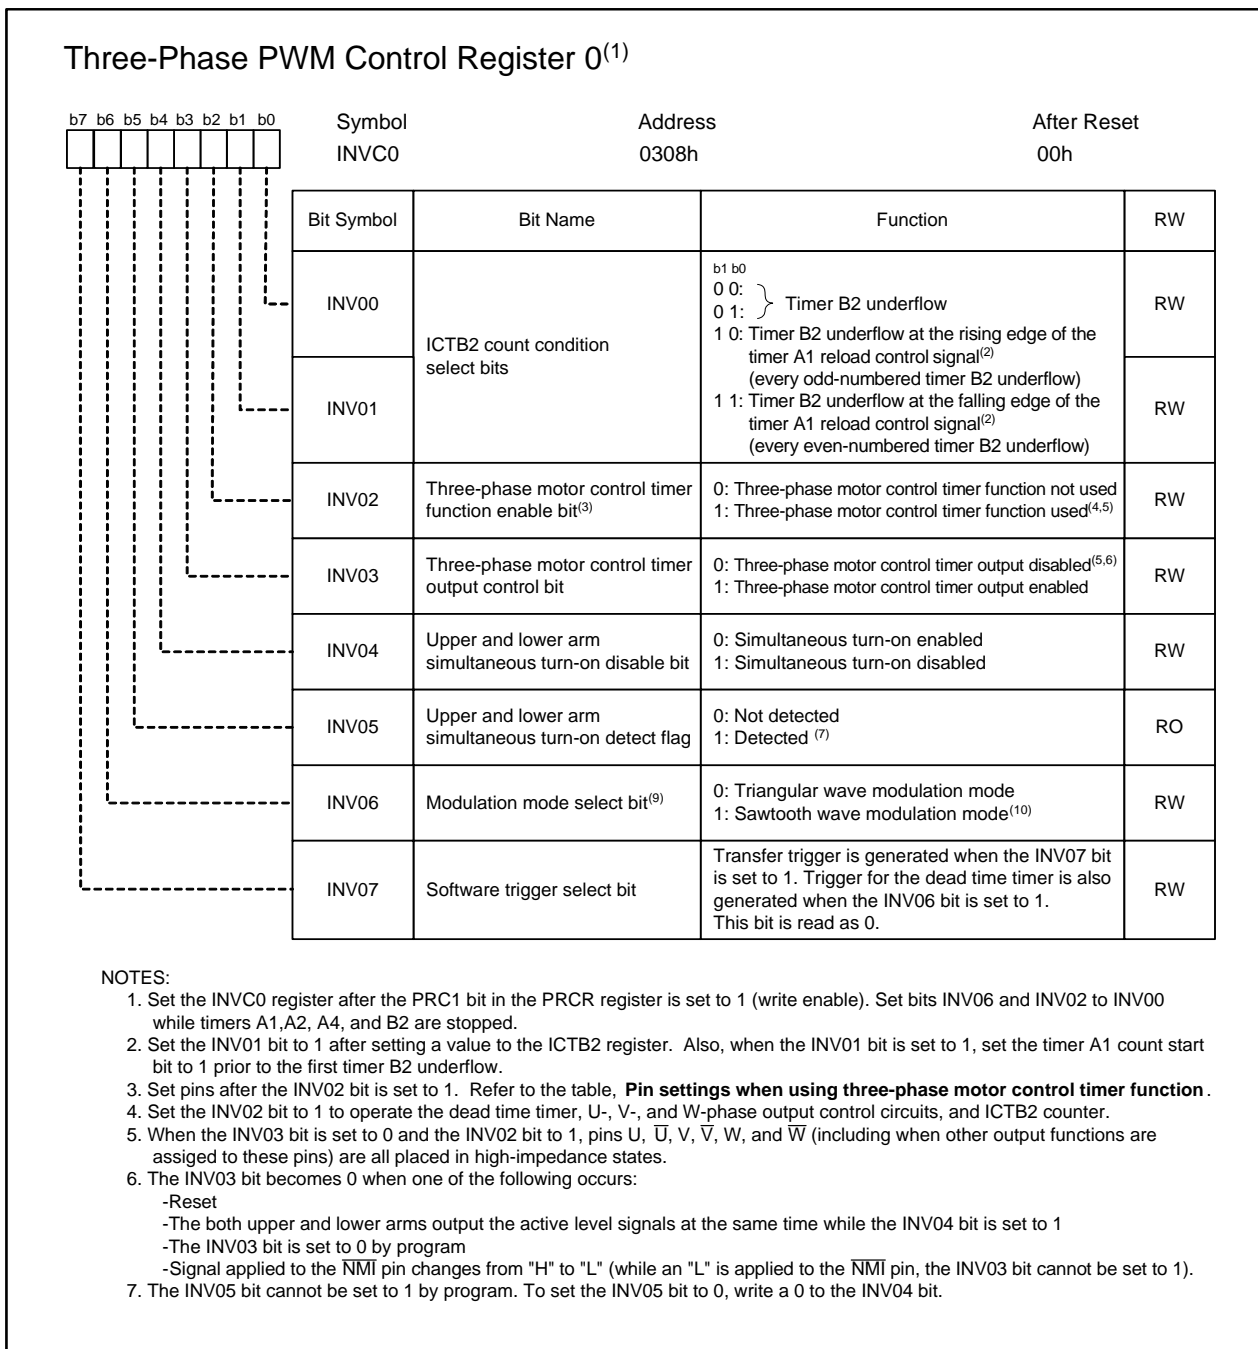 Three-Phase PWM Control Register 0(1)
b7 b6 b5 b4 b3 b2 b1 b0
Symbol Address After Reset
INVC0 0308h 00h
Bit Symbol Bit Name Function RW
INV00
ICTB2 count condition
select bits
b1 b0
0 0:
0 1:
Timer B2 underflow
1 0: Timer B2 underflow at the rising edge of the
timer A1 reload control signal(2)
(every odd-numbered timer B2 underflow)
1 1: Timer B2 underflow at the falling edge of the
timer A1 reload control signal(2)
(every even-numbered timer B2 underflow)
RW
INV01
RW
INV02
Three-phase motor control timer
function enable bit(3)
0: Three-phase motor control timer function not used
1: Three-phase motor control timer function used(4,5)
RW
INV03
Three-phase motor control timer
output control bit
0: Three-phase motor control timer output disabled(5,6)
1: Three-phase motor control timer output enabled
RW
INV04
Upper and lower arm
simultaneous turn-on disable bit
0: Simultaneous turn-on enabled
1: Simultaneous turn-on disabled
RW
INV05
Upper and lower arm
simultaneous turn-on detect flag
0: Not detected
1: Detected (7)
RO
INV06
Modulation mode select bit(9)
0: Triangular wave modulation mode
1: Sawtooth wave modulation mode(10)
RW
INV07
Software trigger select bit
Transfer trigger is generated when the INV07 bit
is set to 1. Trigger for the dead time timer is also
generated when the INV06 bit is set to 1.
This bit is read as 0.
RW
NOTES:
1. Set the INVC0 register after the PRC1 bit in the PRCR register is set to 1 (write enable). Set bits INV06 and INV02 to INV00
while timers A1,A2, A4, and B2 are stopped.
2. Set the INV01 bit to 1 after setting a value to the ICTB2 register. Also, when the INV01 bit is set to 1, set the timer A1 count start
bit to 1 prior to the first timer B2 underflow.
3. Set pins after the INV02 bit is set to 1. Refer to the table, Pin settings when using three-phase motor control timer function.
4. Set the INV02 bit to 1 to operate the dead time timer, U-, V-, and W-phase output control circuits, and ICTB2 counter.
5. When the INV03 bit is set to 0 and the INV02 bit to 1, pins U, U̅, V, V̅, W, and W̅ (including when other output functions are
assiged to these pins) are all placed in high-impedance states.
6. The INV03 bit becomes 0 when one of the following occurs:
-Reset
-The both upper and lower arms output the active level signals at the same time while the INV04 bit is set to 1
-The INV03 bit is set to 0 by program
-Signal applied to the N̅M̅I̅ pin changes from "H" to "L" (while an "L" is applied to the N̅M̅I̅ pin, the INV03 bit cannot be set to 1).
7. The INV05 bit cannot be set to 1 by program. To set the INV05 bit to 0, write a 0 to the INV04 bit.